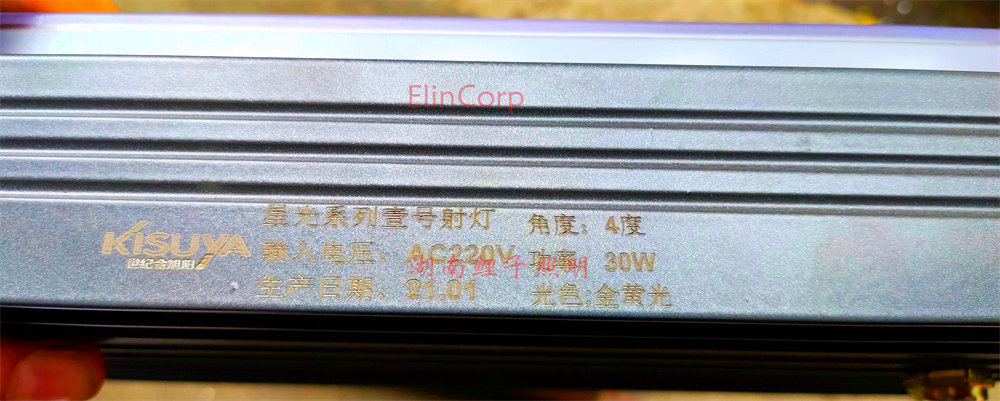 ElinCorp
KiSUYA
世纪金旭阳
星光系列壹号射灯
角度：4度
输入电压：AC220V
功率 30W
湖南鲤子照明
生产日期：21.01
光色;金黄光